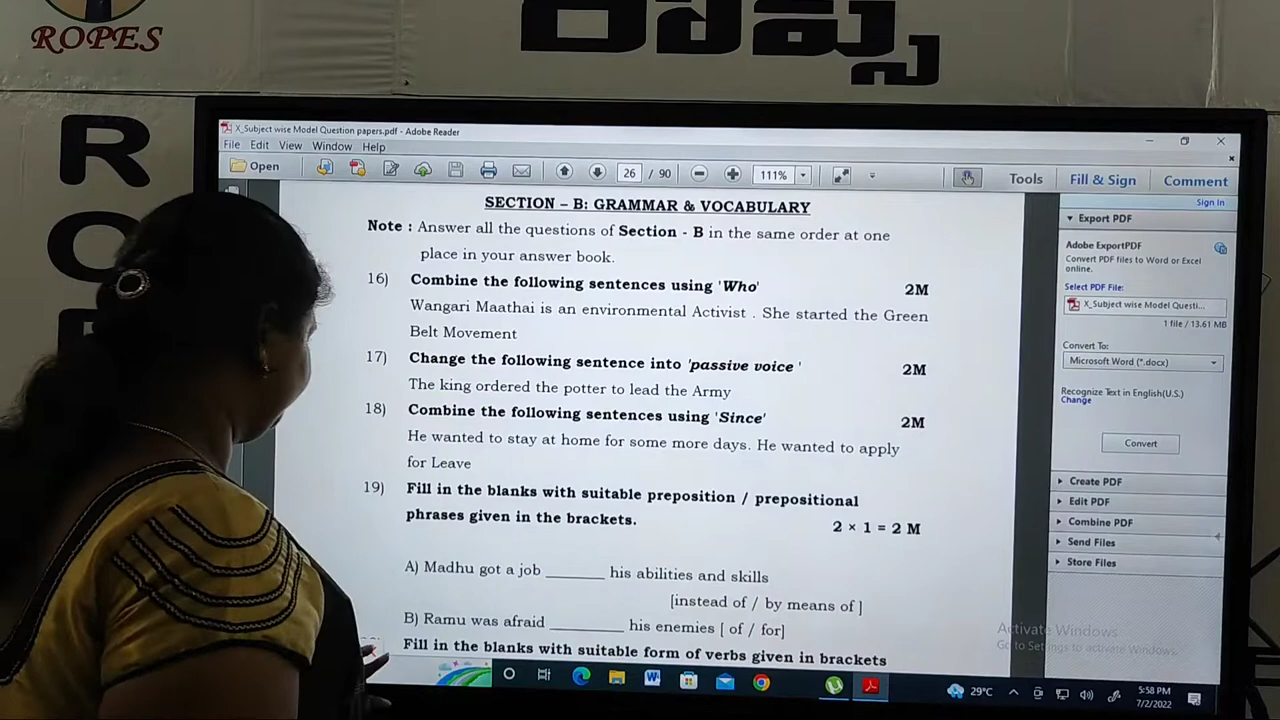 ROPES
రూప్స
R
O
X_Subject wise Model Question papers.pdf - Adobe Reader
File Edit View Window Help
Open 26 / 90 111% Tools Fill & Sign Comment
Sign In
SECTION – B: GRAMMAR & VOCABULARY
Note : Answer all the questions of Section - B in the same order at one
place in your answer book.
16) Combine the following sentences using 'Who' 2M
Wangari Maathai is an environmental Activist . She started the Green
Belt Movement
17) Change the following sentence into 'passive voice ' 2M
The king ordered the potter to lead the Army
18) Combine the following sentences using 'Since' 2M
He wanted to stay at home for some more days. He wanted to apply
for Leave
19) Fill in the blanks with suitable preposition / prepositional
phrases given in the brackets. 2 × 1 = 2 M
A) Madhu got a job _______ his abilities and skills
[instead of / by means of ]
B) Ramu was afraid _________ his enemies [ of / for]
Fill in the blanks with suitable form of verbs given in brackets
Export PDF
Adobe ExportPDF
Convert PDF files to Word or Excel
online.
Select PDF File:
X_Subject wise Model Questi...
1 file / 13.61 MB
Convert To:
Microsoft Word (*.docx)
Recognize Text in English(U.S.)
Change
Convert
Create PDF
Edit PDF
Combine PDF
Send Files
Store Files
Activate Windows
Go to Settings to activate Windows.
29°C
5:58 PM
7/2/2022